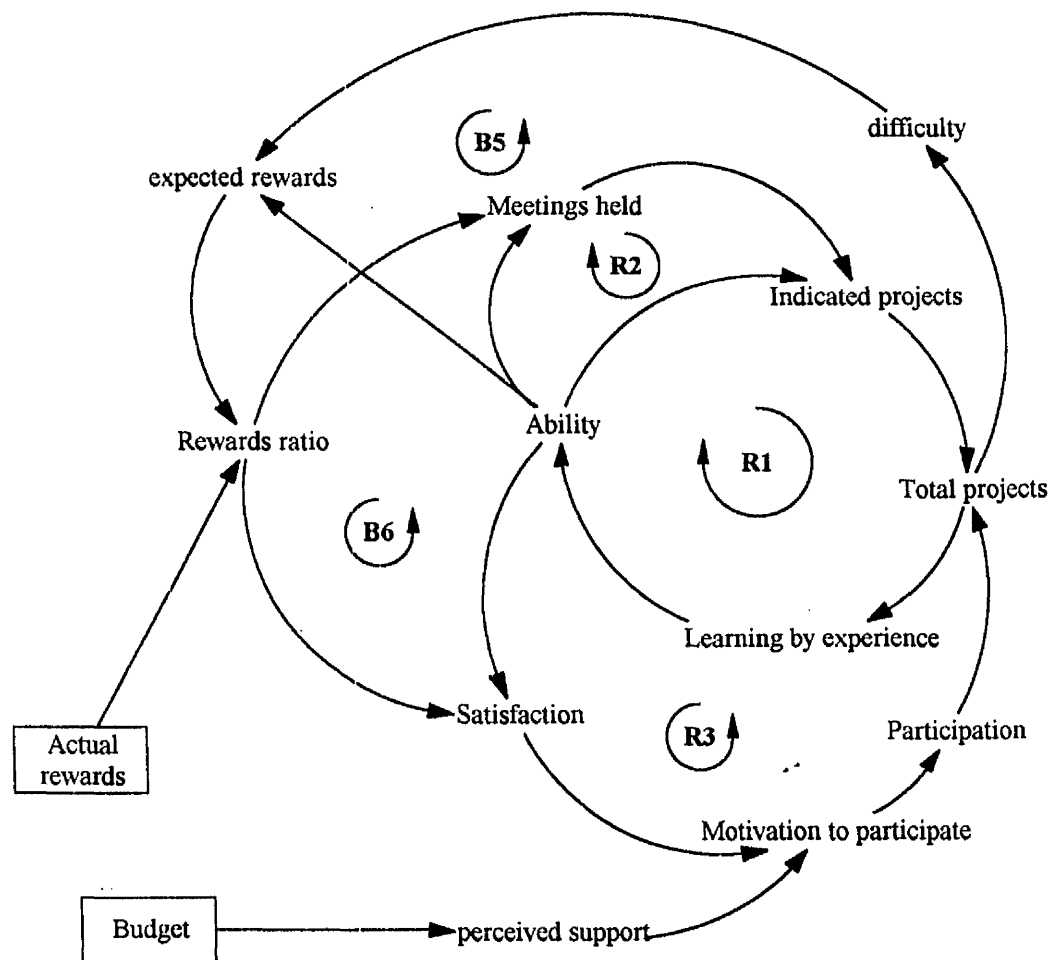 difficulty
B5
expected rewards
Meetings held
R2
Indicated projects
Ability
Rewards ratio
R1
Total projects
B6
Learning by experience
Satisfaction
R3
Participation
Actual
rewards
Motivation to participate
Budget
perceived support